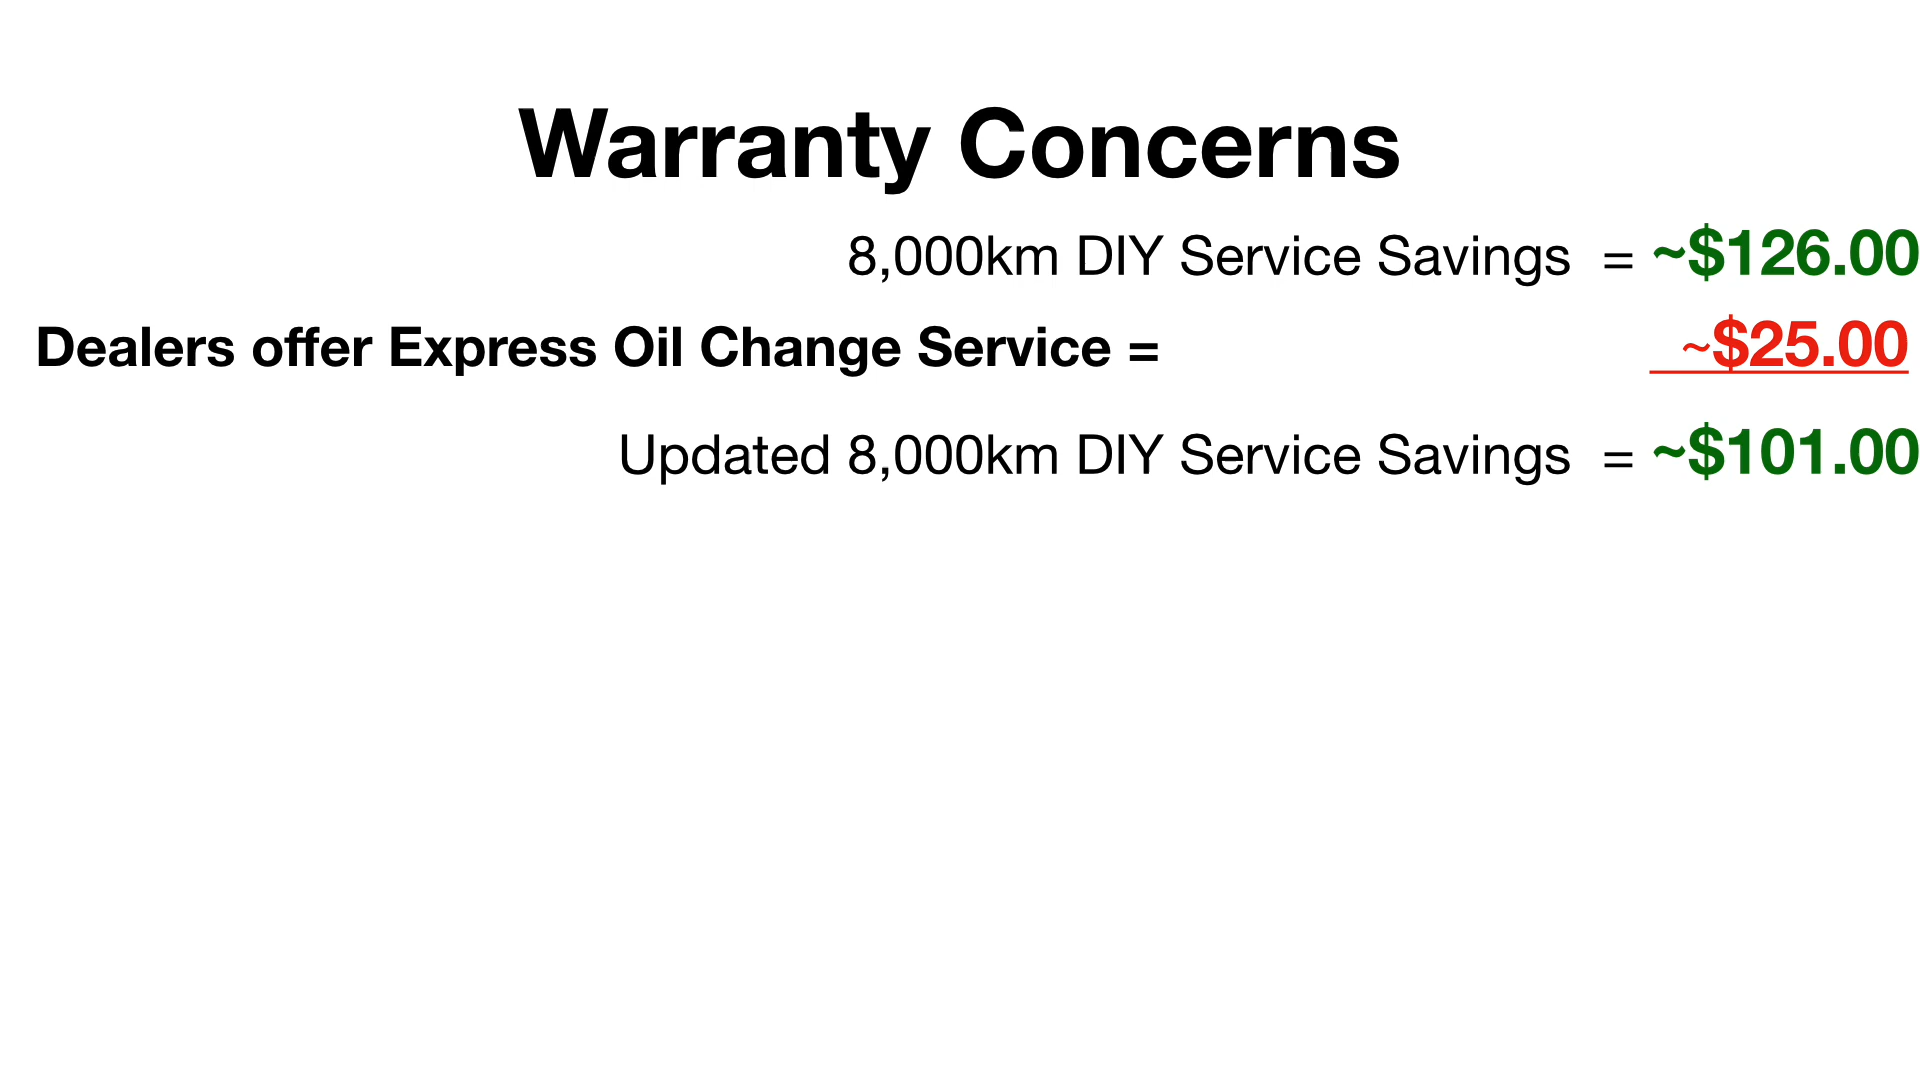 Warranty Concerns
8,000km DIY Service Savings = ~$126.00
Dealers offer Express Oil Change Service = ~$25.00
Updated 8,000km DIY Service Savings = ~$101.00